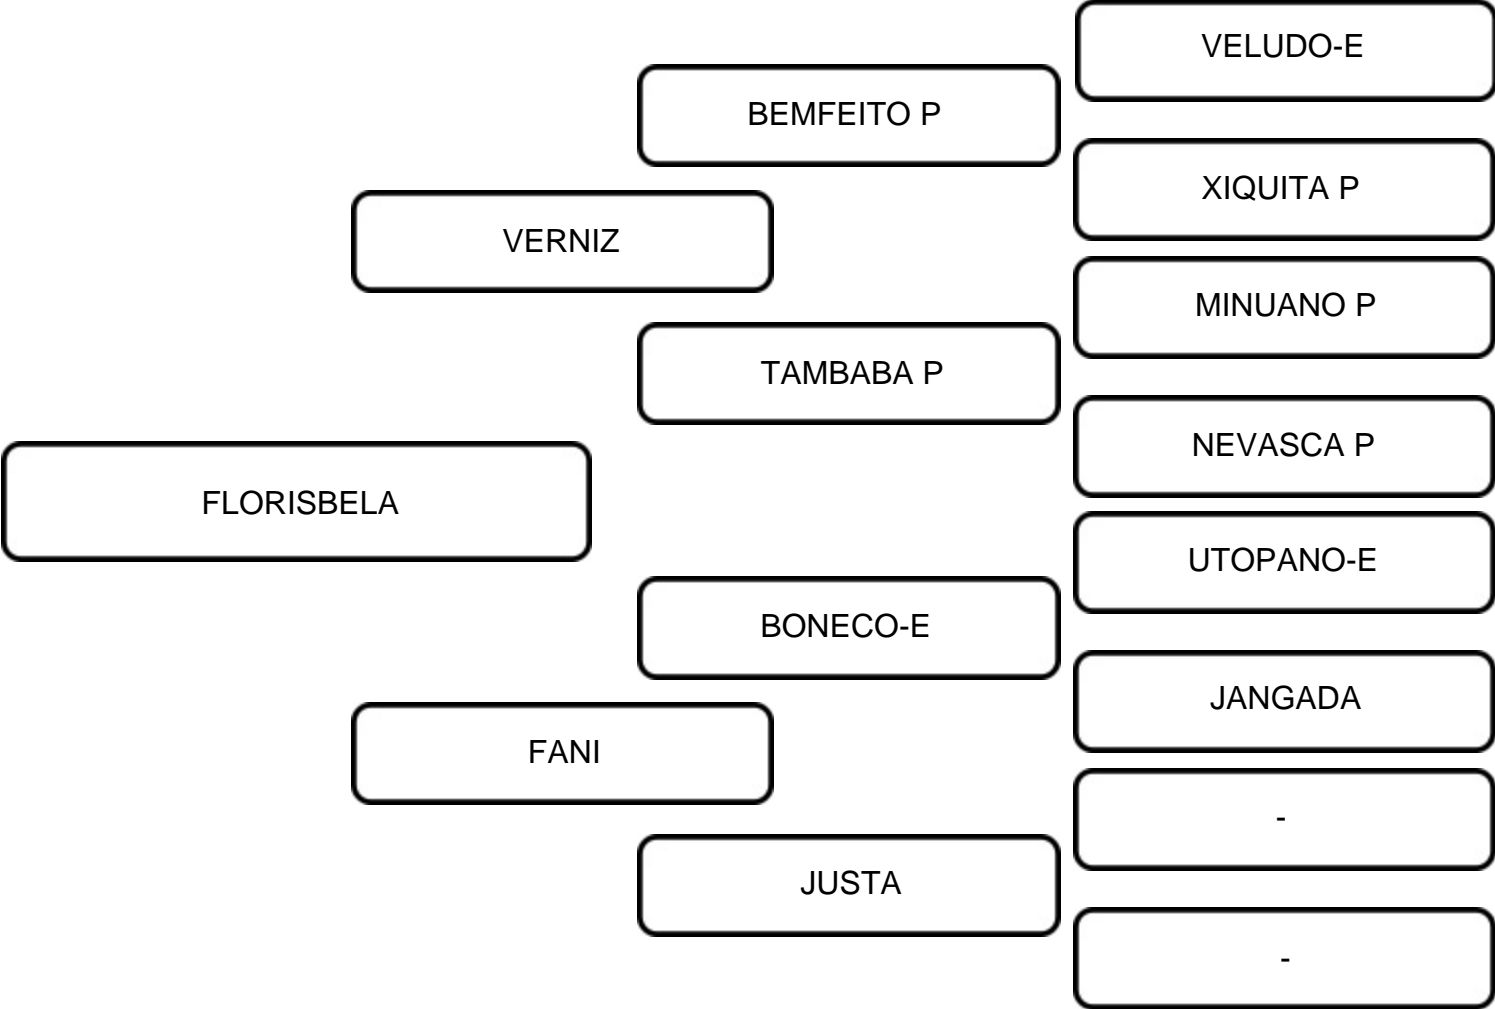 VELUDO-E
BEMFEITO P
XIQUITA P
VERNIZ
MINUANO P
TAMBABA P
NEVASCA P
FLORISBELA
UTOPANO-E
BONECO-E
JANGADA
FANI
-
JUSTA
-